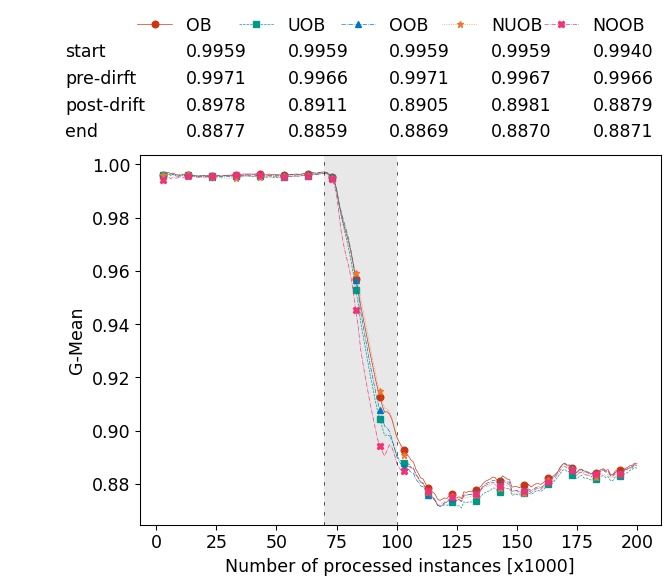 OB UOB OOB NUOB NOOB
start 0.9959 0.9959 0.9959 0.9959 0.9940
pre-dirft 0.9971 0.9966 0.9971 0.9967 0.9966
post-drift 0.8978 0.8911 0.8905 0.8981 0.8879
end 0.8877 0.8859 0.8869 0.8870 0.8871
1.00
0.98
0.96
0.94
0.92
0.90
0.88
G-Mean
0 25 50 75 100 125 150 175 200
Number of processed instances [x1000]